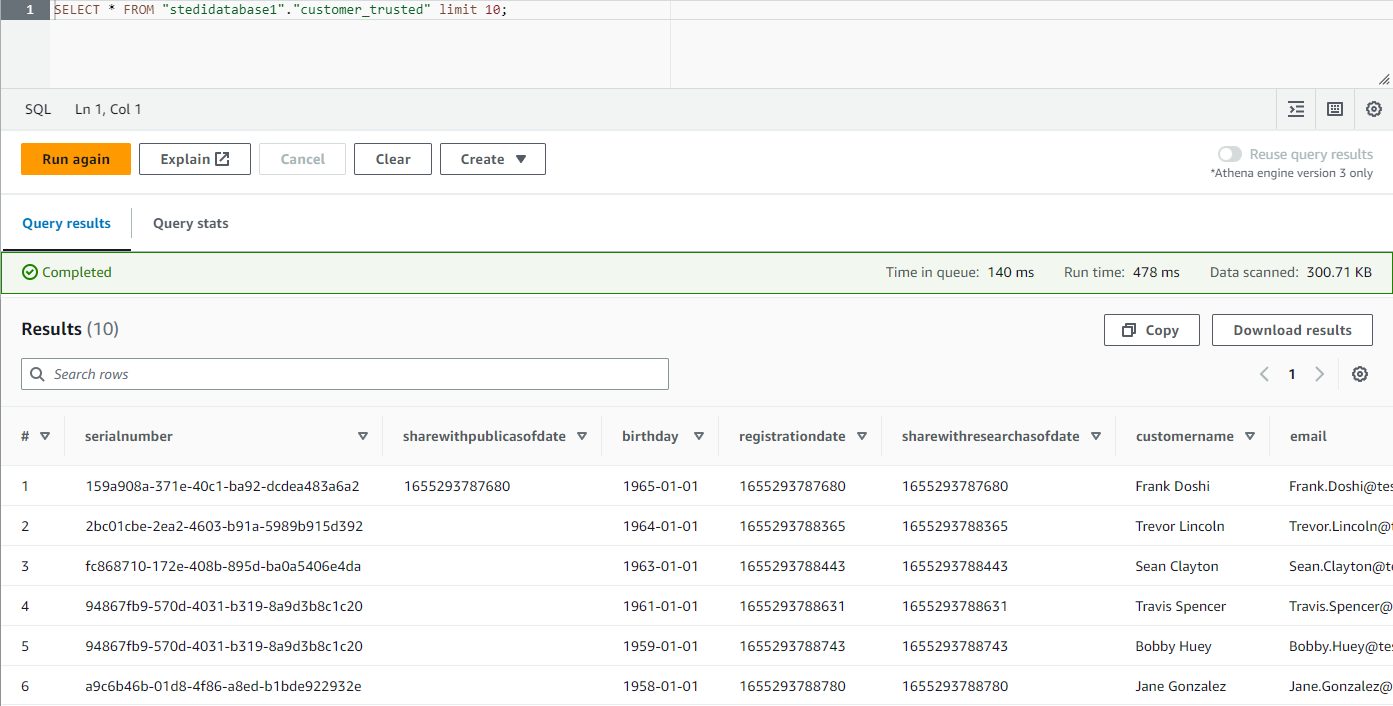 1 SELECT * FROM "stedidatabase1"."customer_trusted" limit 10;
SQL Ln 1, Col 1
Run again Explain Cancel Clear Create Reuse query results
*Athena engine version 3 only
Query results Query stats
Completed Time in queue: 140 ms Run time: 478 ms Data scanned: 300.71 KB
Results (10) Copy Download results
Search rows 1
# serialnumber sharewithpublicasofdate birthday registrationdate sharewithresearchasofdate customername email
1 159a908a-371e-40c1-ba92-dcdea483a6a2 1655293787680 1965-01-01 1655293787680 1655293787680 Frank Doshi Frank.Doshi@tes
2 2bc01cbe-2ea2-4603-b91a-5989b915d392 1964-01-01 1655293788365 1655293788365 Trevor Lincoln Trevor.Lincoln@t
3 fc868710-172e-408b-895d-ba0a5406e4da 1963-01-01 1655293788443 1655293788443 Sean Clayton Sean.Clayton@te
4 94867fb9-570d-4031-b319-8a9d3b8c1c20 1961-01-01 1655293788631 1655293788631 Travis Spencer Travis.Spencer@
5 94867fb9-570d-4031-b319-8a9d3b8c1c20 1959-01-01 1655293788743 1655293788743 Bobby Huey Bobby.Huey@tes
6 a9c6b46b-01d8-4f86-a8ed-b1bde922932e 1958-01-01 1655293788780 1655293788780 Jane Gonzalez Jane.Gonzalez@